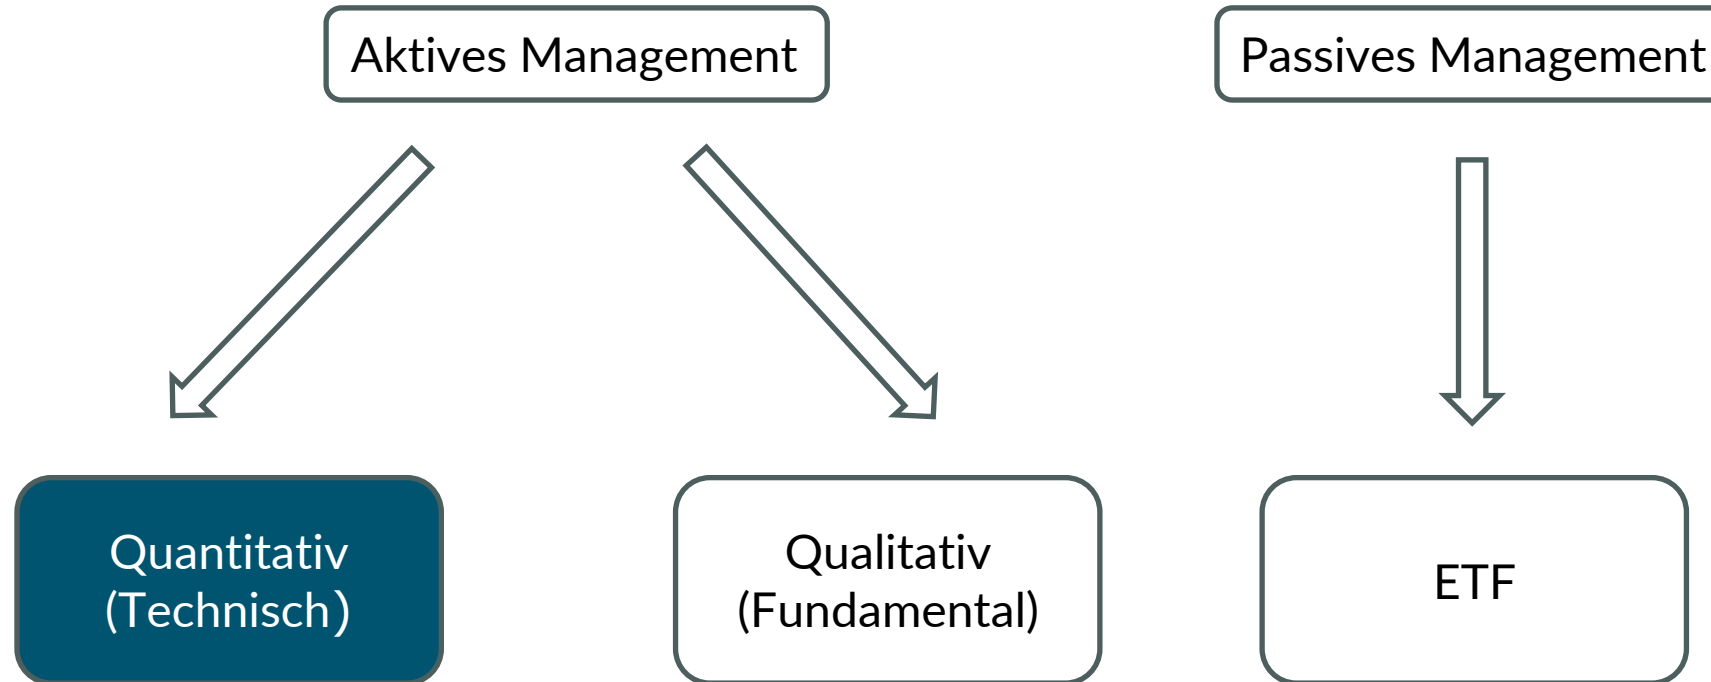 Aktives Management
Passives Management
Quantitativ
(Technisch)
Qualitativ
(Fundamental)
ETF